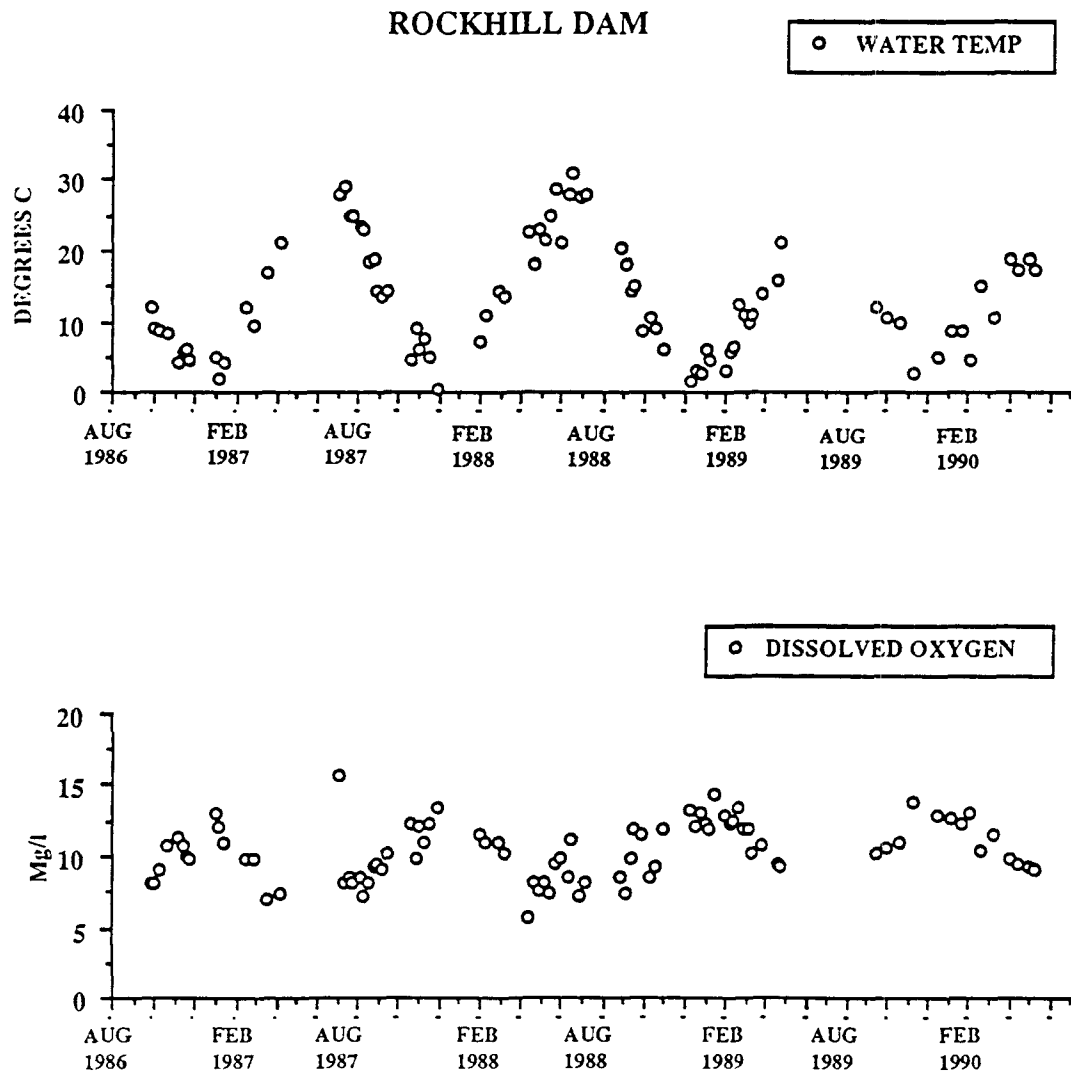 ROCKHILL DAM
WATER TEMP
DEGREES C
40
30
20
10
0
AUG FEB AUG FEB AUG FEB AUG FEB
1986 1987 1987 1988 1988 1989 1989 1990
DISSOLVED OXYGEN
Mg/l
20
15
10
5
0
AUG FEB AUG FEB AUG FEB AUG FEB
1986 1987 1987 1988 1988 1989 1989 1990